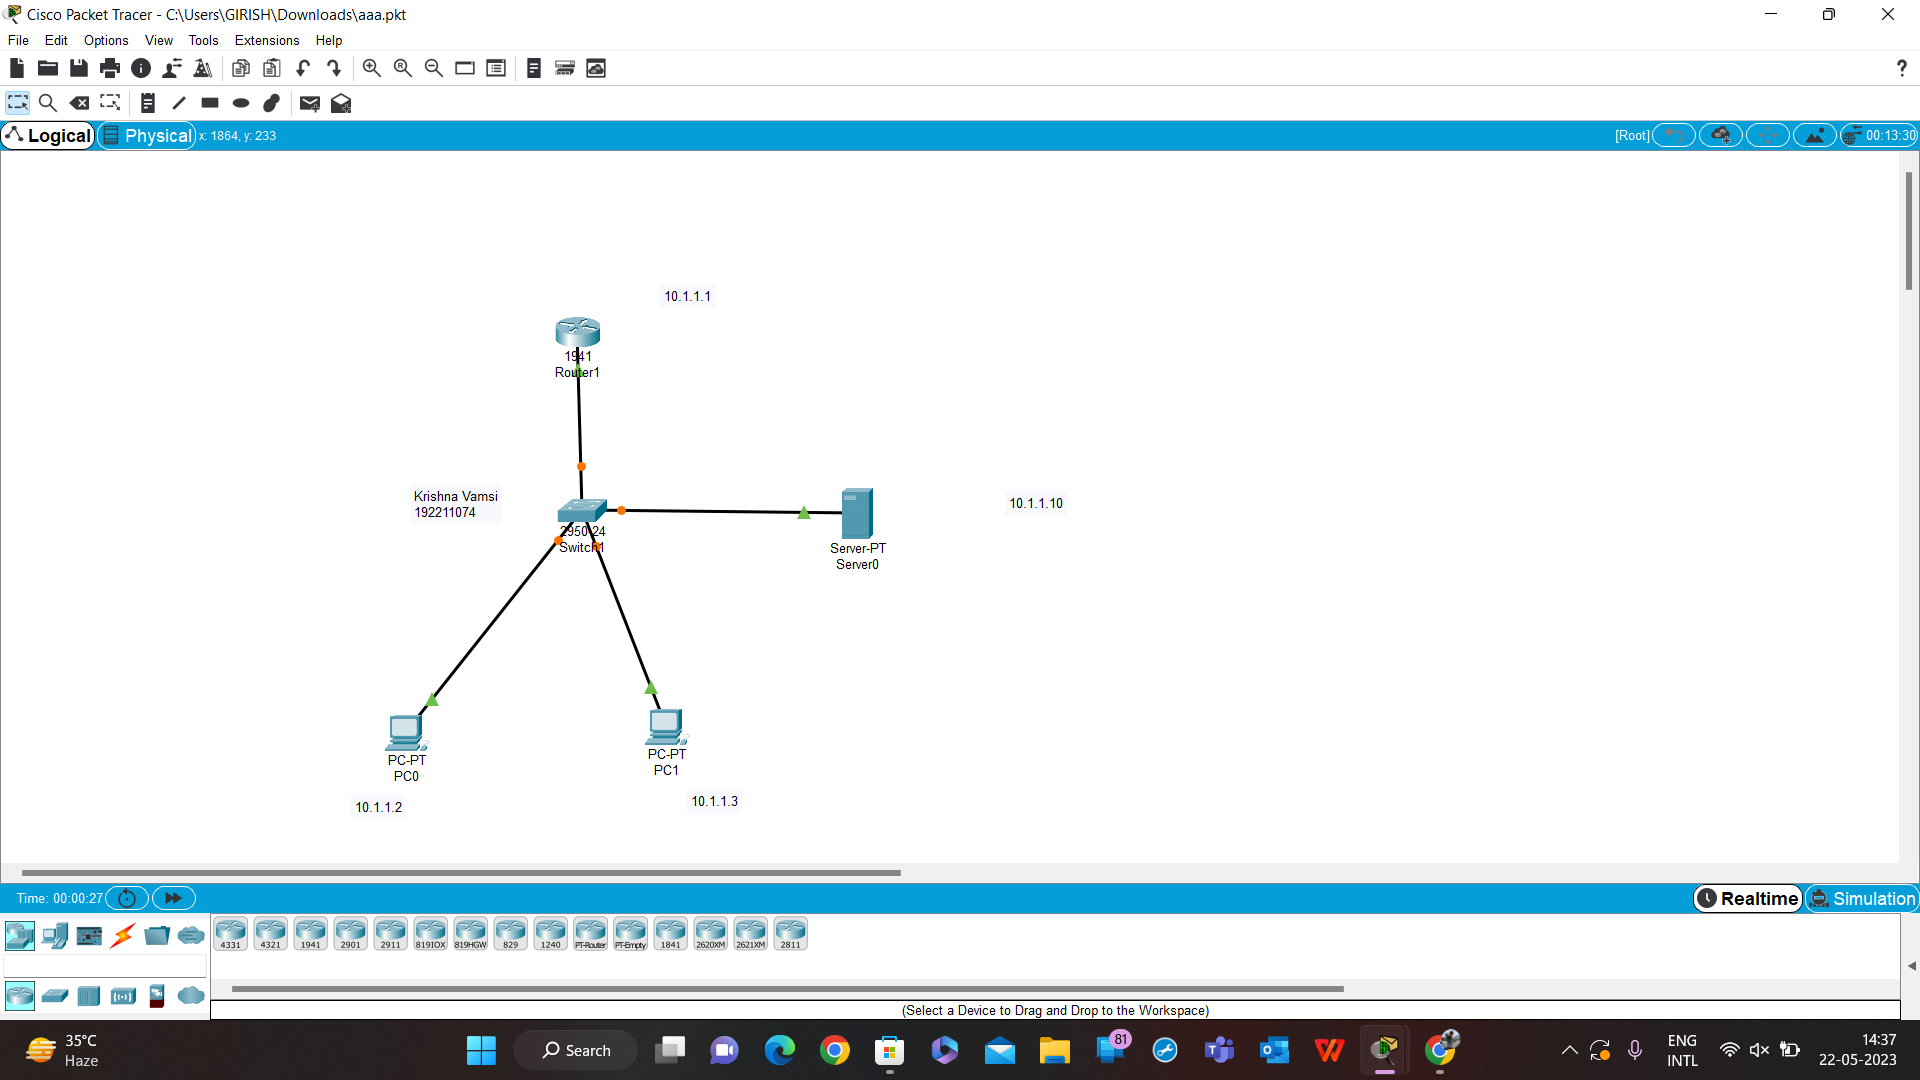 Cisco Packet Tracer - C:\Users\GIRISH\Downloads\aaa.pkt
File Edit Options View Tools Extensions Help
?
Logical Physical x: 1864, y: 233 [Root] 00:13:30
10.1.1.1
1941
Router1
Krishna Vamsi
192211074
10.1.1.10
2950-24
Switch1
Server-PT
Server0
PC-PT
PC0
PC-PT
PC1
10.1.1.2
10.1.1.3
Time: 00:00:27 Realtime Simulation
4331 4321 1941 2901 2911 819IOX 819HGW 829 1240 PT-Router PT-Empty 1841 2620XM 2621XM 2811
(Select a Device to Drag and Drop to the Workspace)
35°C
Haze
Search
81
ENG
INTL
14:37
22-05-2023